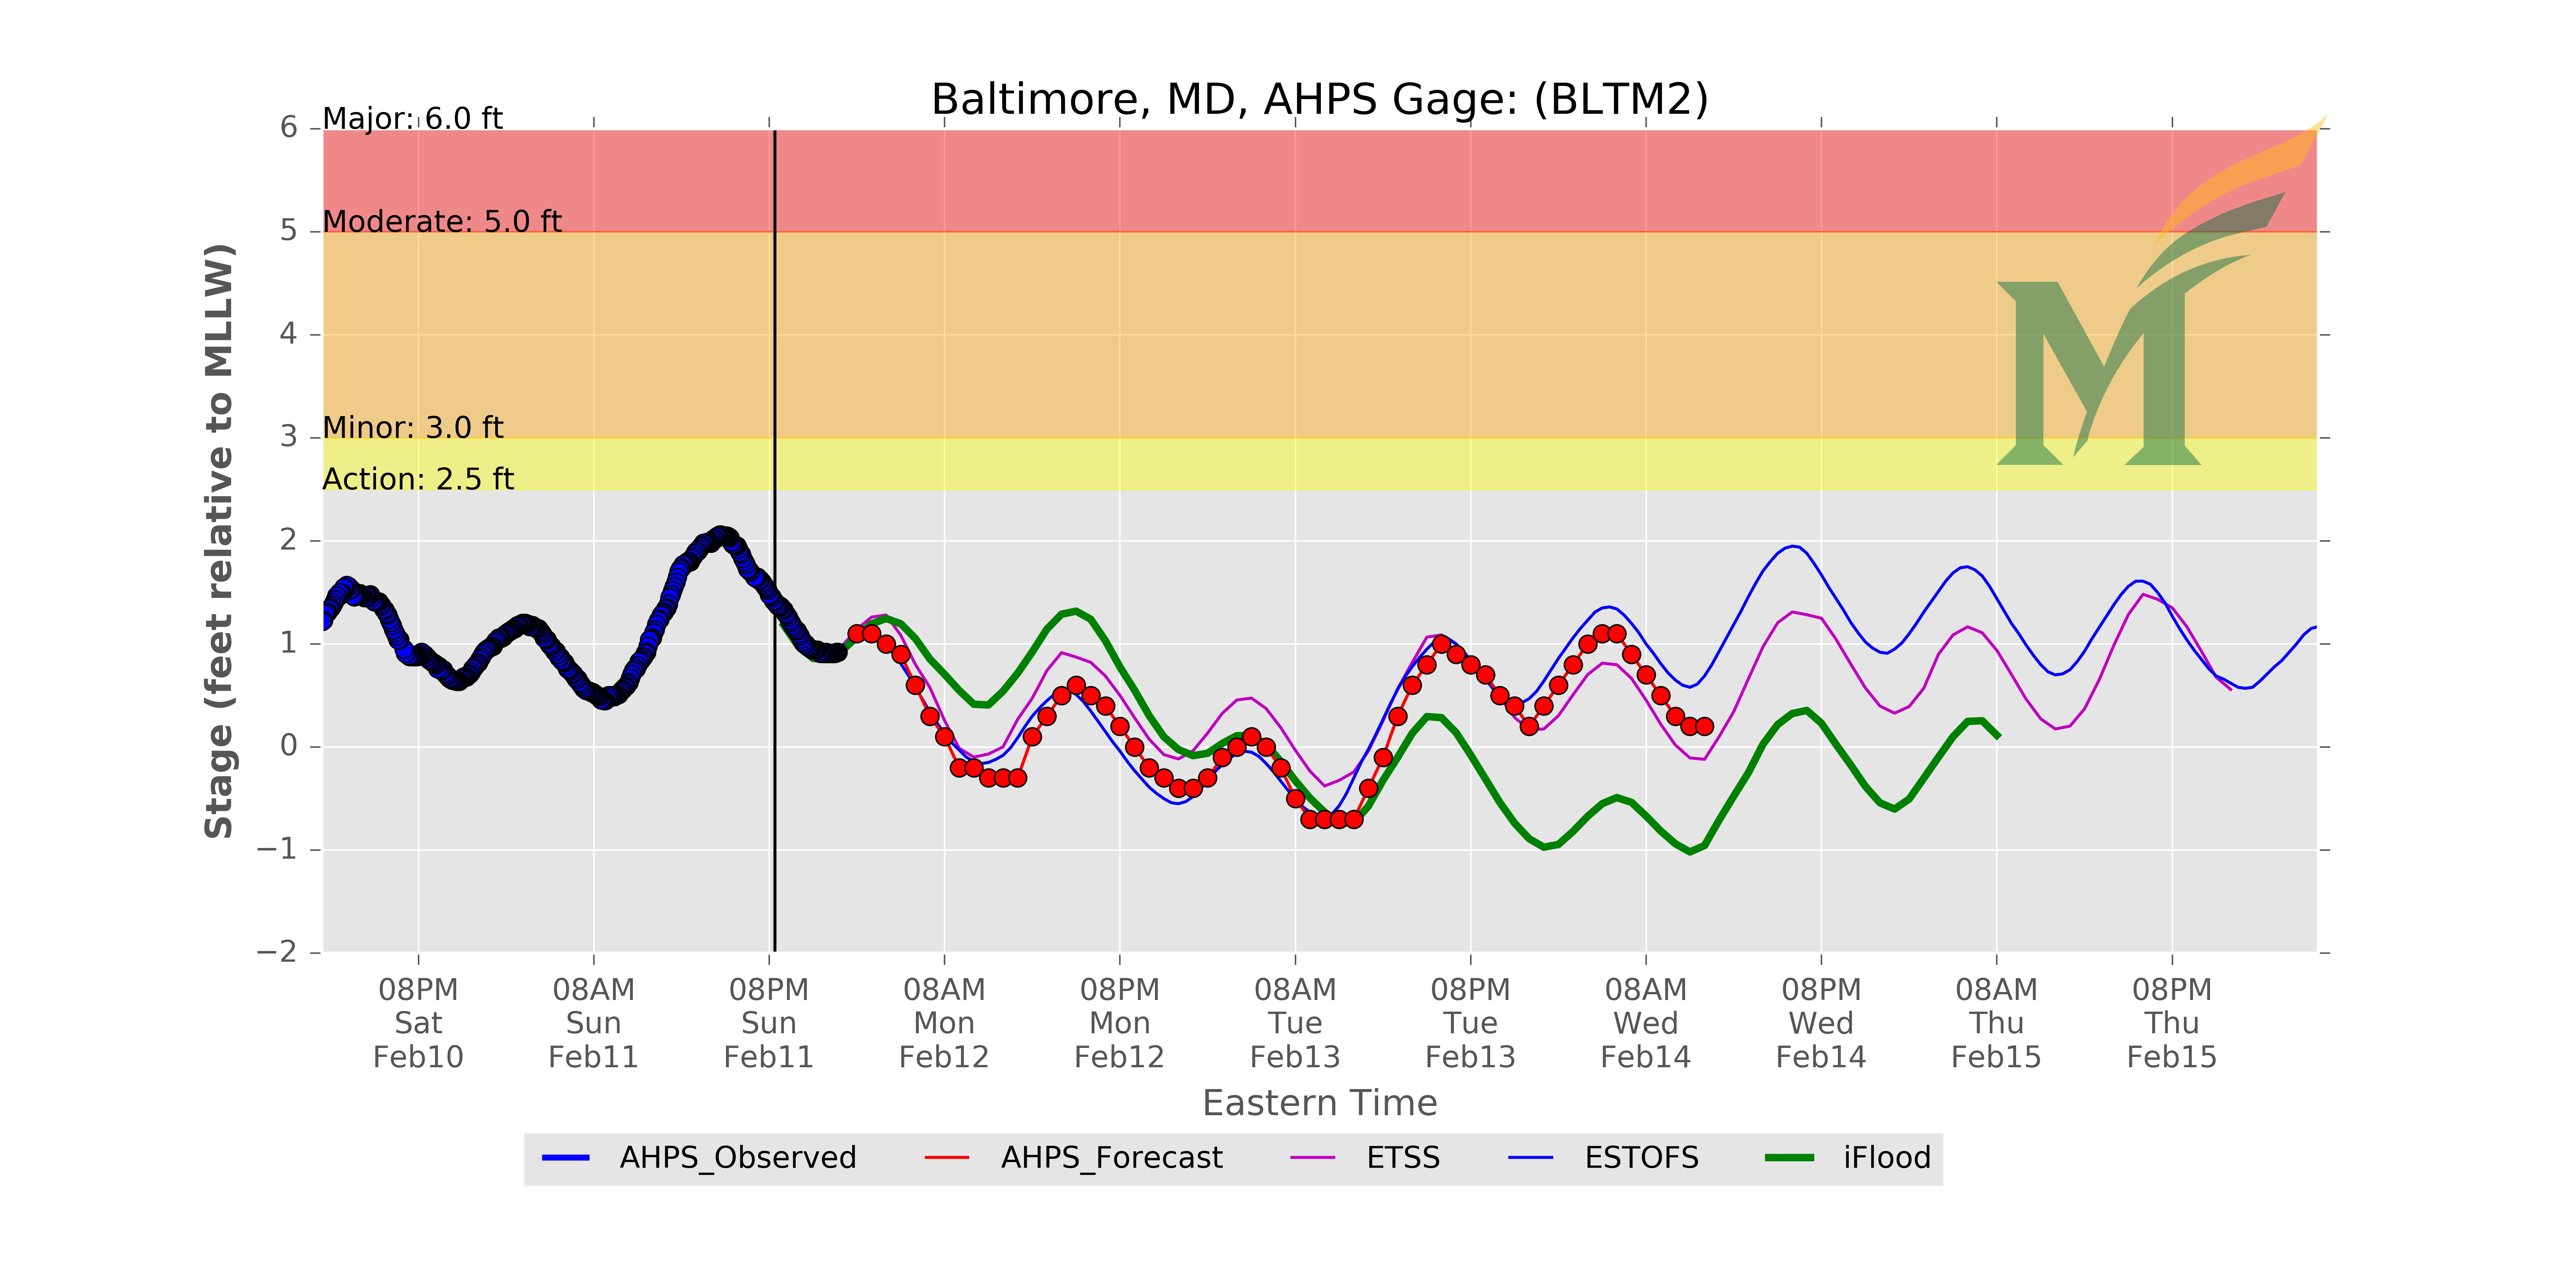 Baltimore, MD, AHPS Gage: (BLTM2)
Major: 6.0 ft
Moderate: 5.0 ft
Minor: 3.0 ft
Action: 2.5 ft
6
5
4
3
2
1
0
−1
−2
Stage (feet relative to MLLW)
M
08PM
Sat
Feb10
08AM
Sun
Feb11
08PM
Sun
Feb11
08AM
Mon
Feb12
08PM
Mon
Feb12
08AM
Tue
Feb13
08PM
Tue
Feb13
08AM
Wed
Feb14
08PM
Wed
Feb14
08AM
Thu
Feb15
08PM
Thu
Feb15
Eastern Time
AHPS_Observed
AHPS_Forecast
ETSS
ESTOFS
iFlood